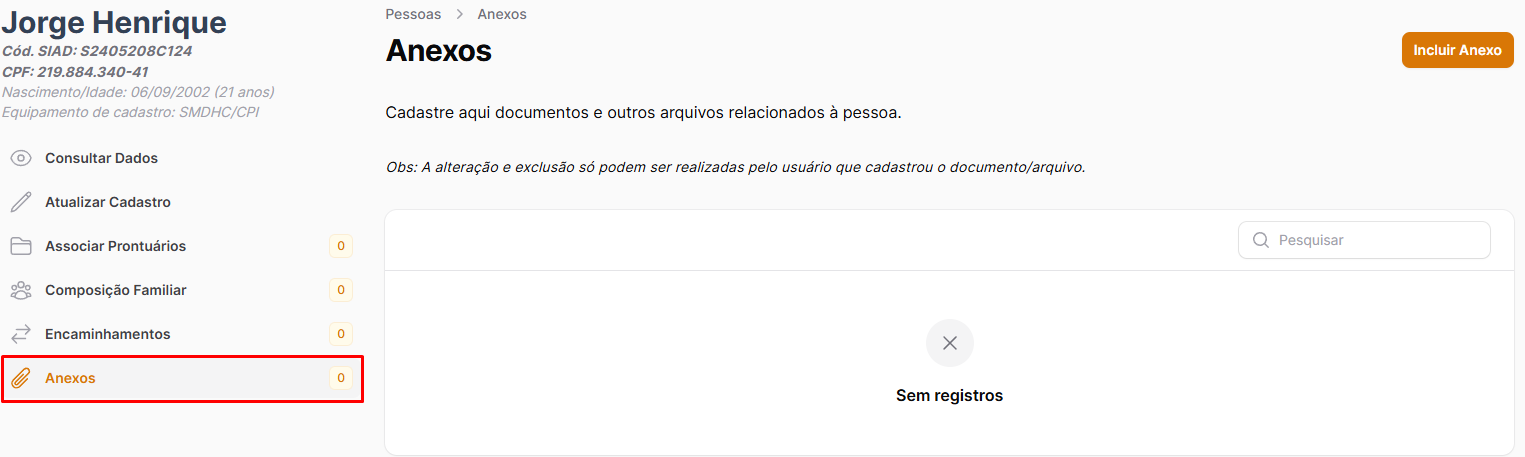 Jorge Henrique
Cód. SIAD: S2405208C124
CPF: 219.884.340-41
Nascimento/Idade: 06/09/2002 (21 anos)
Equipamento de cadastro: SMDHC/CPI
Consultar Dados
Atualizar Cadastro
Associar Prontuários 0
Composição Familiar 0
Encaminhamentos 0
Anexos 0
Pessoas > Anexos
Anexos
Incluir Anexo
Cadastre aqui documentos e outros arquivos relacionados à pessoa.
Obs: A alteração e exclusão só podem ser realizadas pelo usuário que cadastrou o documento/arquivo.
Pesquisar
Sem registros